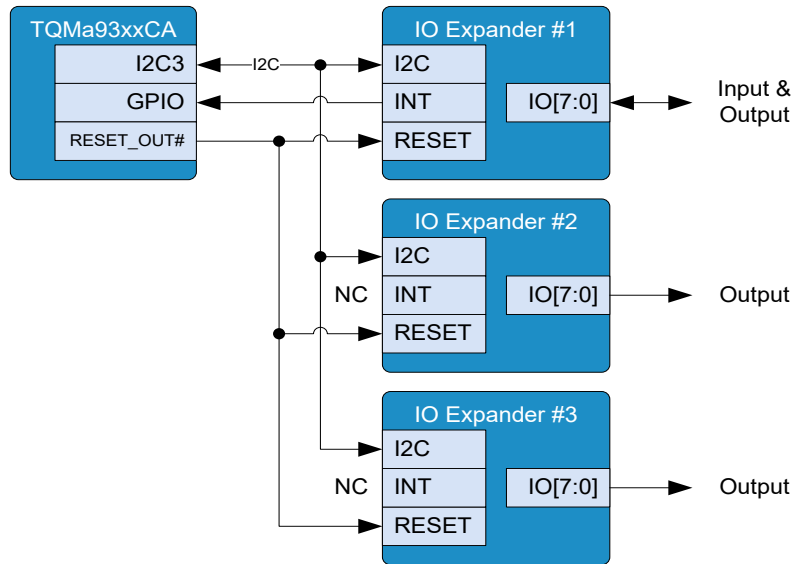 TQMa93xxCA
I2C3
GPIO
RESET_OUT#
I2C
IO Expander #1
I2C
INT
RESET
IO[7:0]
Input &
Output
IO Expander #2
I2C
NC
INT
RESET
IO[7:0]
Output
IO Expander #3
I2C
NC
INT
RESET
IO[7:0]
Output